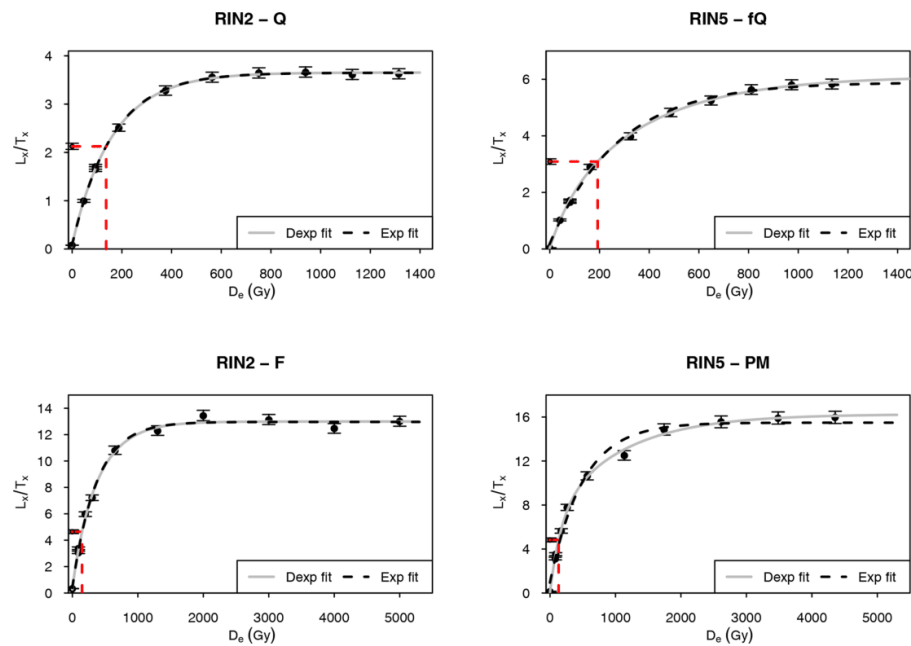 RIN2 – Q
4
3
2
1
0
Lx/Tx
0 200 400 600 800 1000 1200 1400
De (Gy)
Dexp fit Exp fit
RIN5 – fQ
6
4
2
0
Lx/Tx
0 200 400 600 800 1000 1200 1400
De (Gy)
Dexp fit Exp fit
RIN2 – F
14
12
10
8
6
4
2
0
Lx/Tx
0 1000 2000 3000 4000 5000
De (Gy)
Dexp fit Exp fit
RIN5 – PM
16
12
8
4
0
Lx/Tx
0 1000 2000 3000 4000 5000
De (Gy)
Dexp fit Exp fit